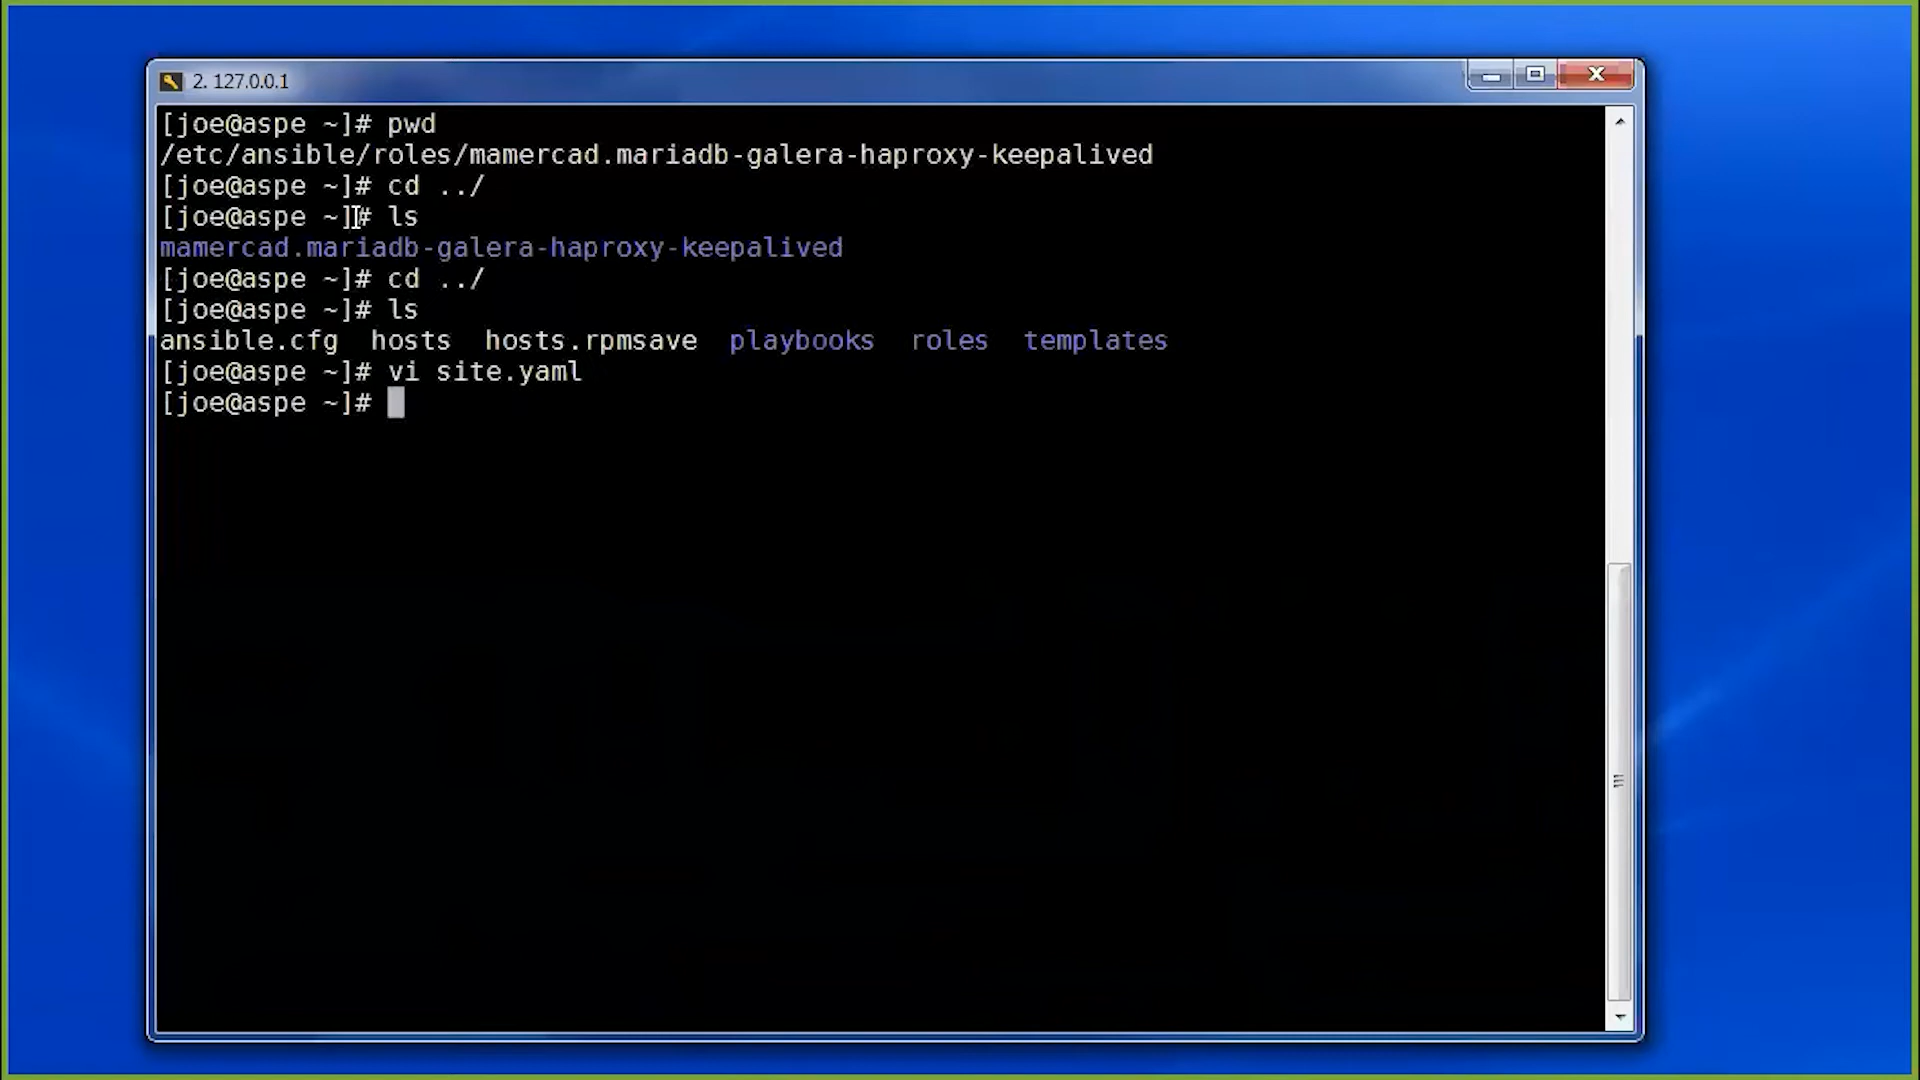 2. 127.0.0.1
[joe@aspe ~]# pwd
/etc/ansible/roles/mamercad.mariadb-galera-haproxy-keepalived
[joe@aspe ~]# cd ../
[joe@aspe ~]# ls
mamercad.mariadb-galera-haproxy-keepalived
[joe@aspe ~]# cd ../
[joe@aspe ~]# ls
ansible.cfg  hosts  hosts.rpmsave  playbooks  roles  templates
[joe@aspe ~]# vi site.yaml
[joe@aspe ~]#